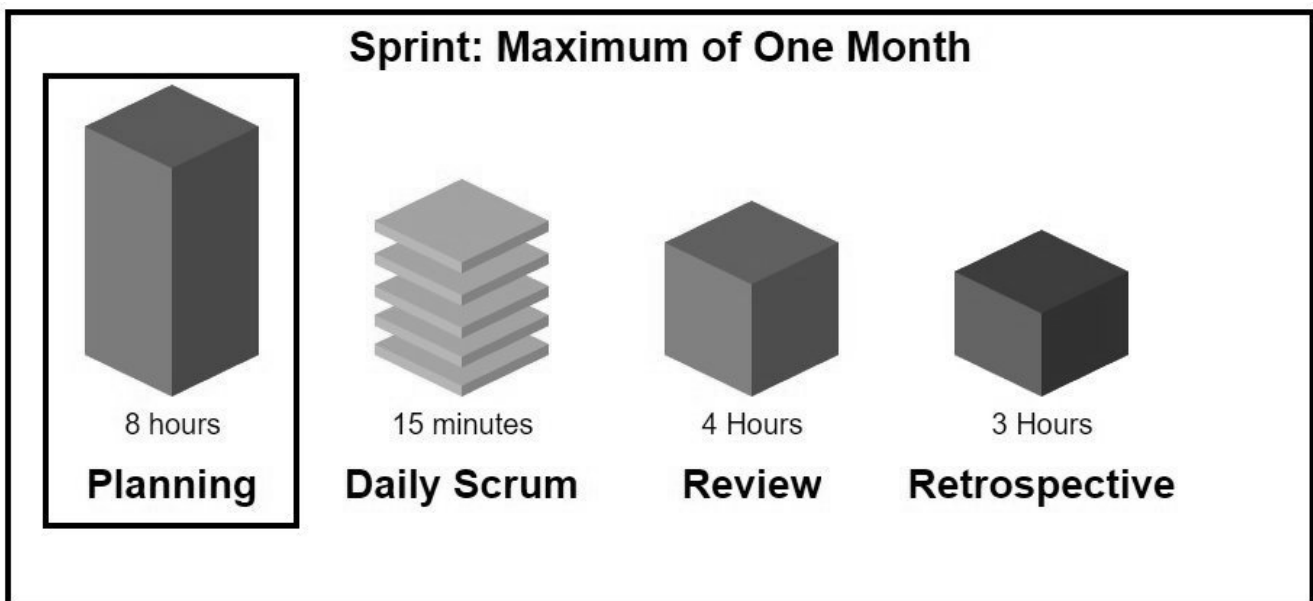 Sprint: Maximum of One Month
8 hours
15 minutes
4 Hours
3 Hours
Planning
Daily Scrum
Review
Retrospective